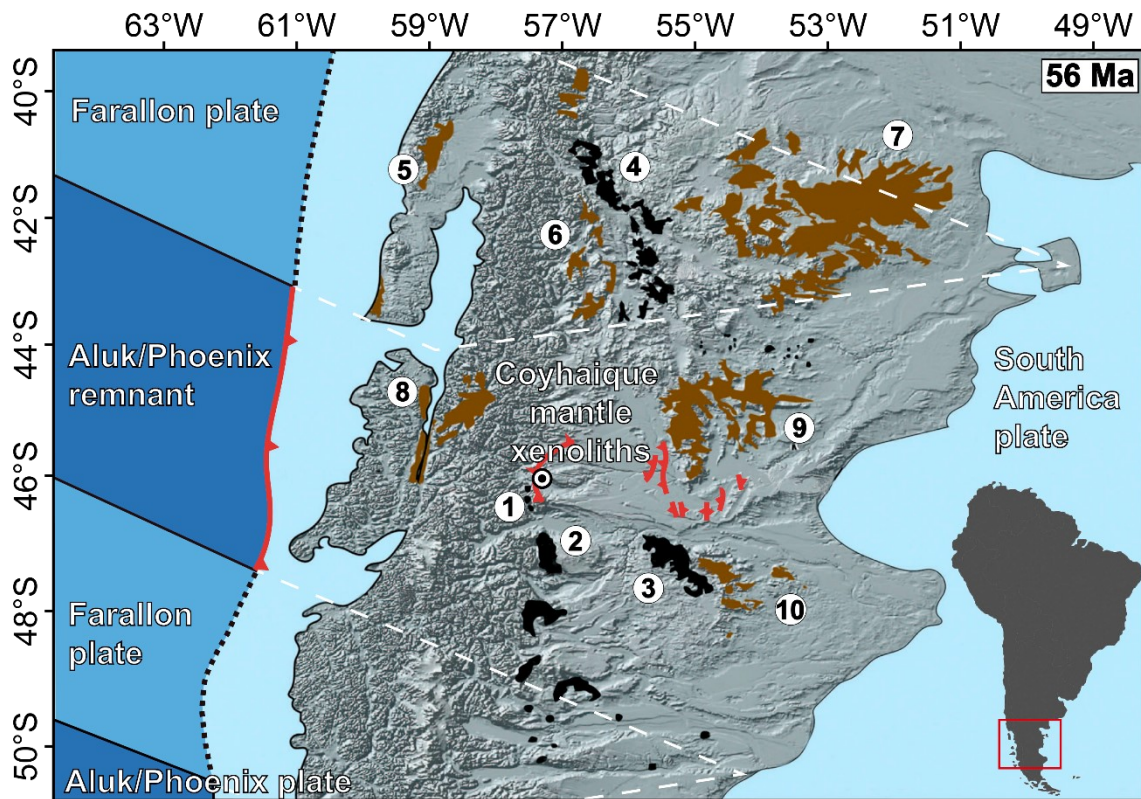 63°W 61°W 59°W 57°W 55°W 53°W 51°W 49°W
56 Ma
40°S
42°S
44°S
46°S
48°S
50°S
Farallon plate
Aluk/Phoenix
remnant
Farallon
plate
Aluk/Phoenix plate
5
4
7
6
8
Coyhaique
mantle
xenoliths
South
America
plate
9
1
2
3
10